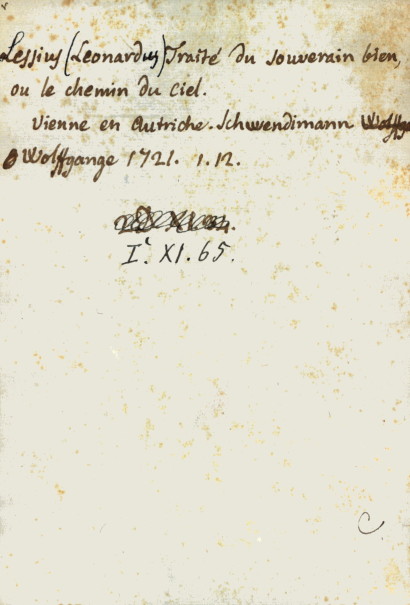 Lessius (Leonardus) Traité du souverain bien,
ou le chemin du Ciel.
Vienne en Autriche. Schwendimann
Wolffgange 1721. 1.12.
I. XI. 65.
C